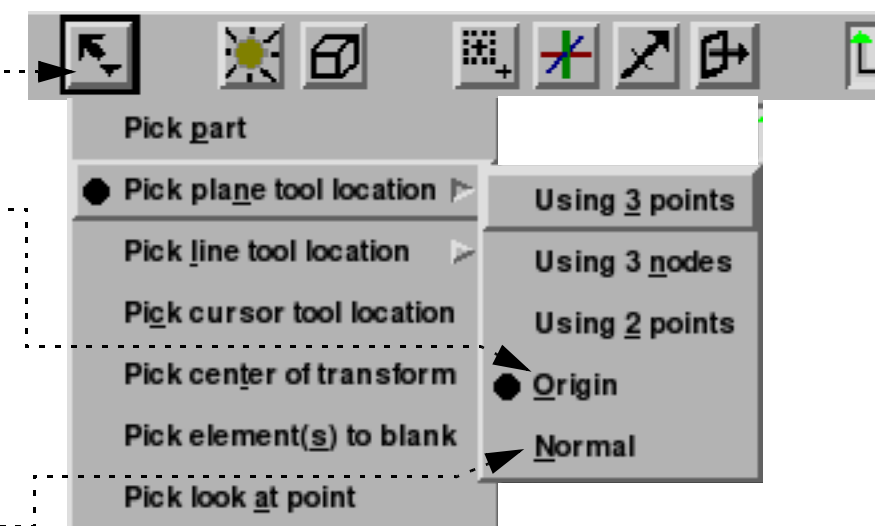 Pick part
Pick plane tool location
Pick line tool location
Pick cursor tool location
Pick center of transform
Pick element(s) to blank
Pick look at point
Using 3 points
Using 3 nodes
Using 2 points
Origin
Normal